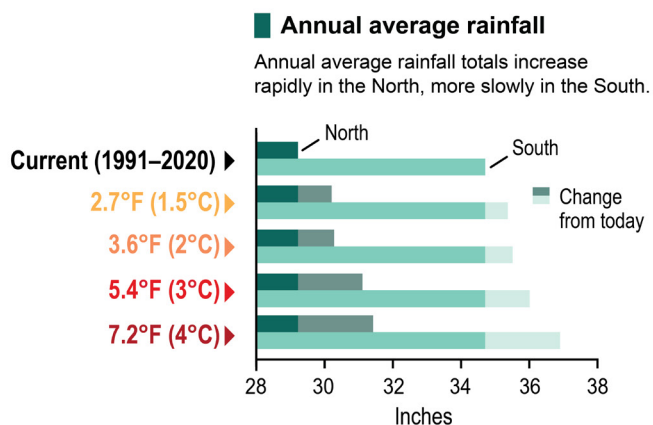 Annual average rainfall
Annual average rainfall totals increase
rapidly in the North, more slowly in the South.
North
Current (1991–2020)
South
2.7°F (1.5°C)
Change
from today
3.6°F (2°C)
5.4°F (3°C)
7.2°F (4°C)
28 30 32 34 36 38
Inches